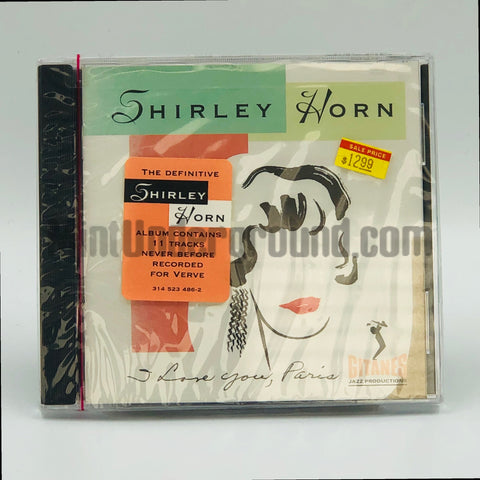 SHIRLEY HORN
SALE PRICE
$12.99
THE DEFINITIVE
SHIRLEY
HORN
ALBUM CONTAINS
11 TRACKS
NEVER BEFORE
RECORDED
FOR VERVE
314 523 486-2
I Love you, Paris
GITANES
JAZZ PRODUCTIONS